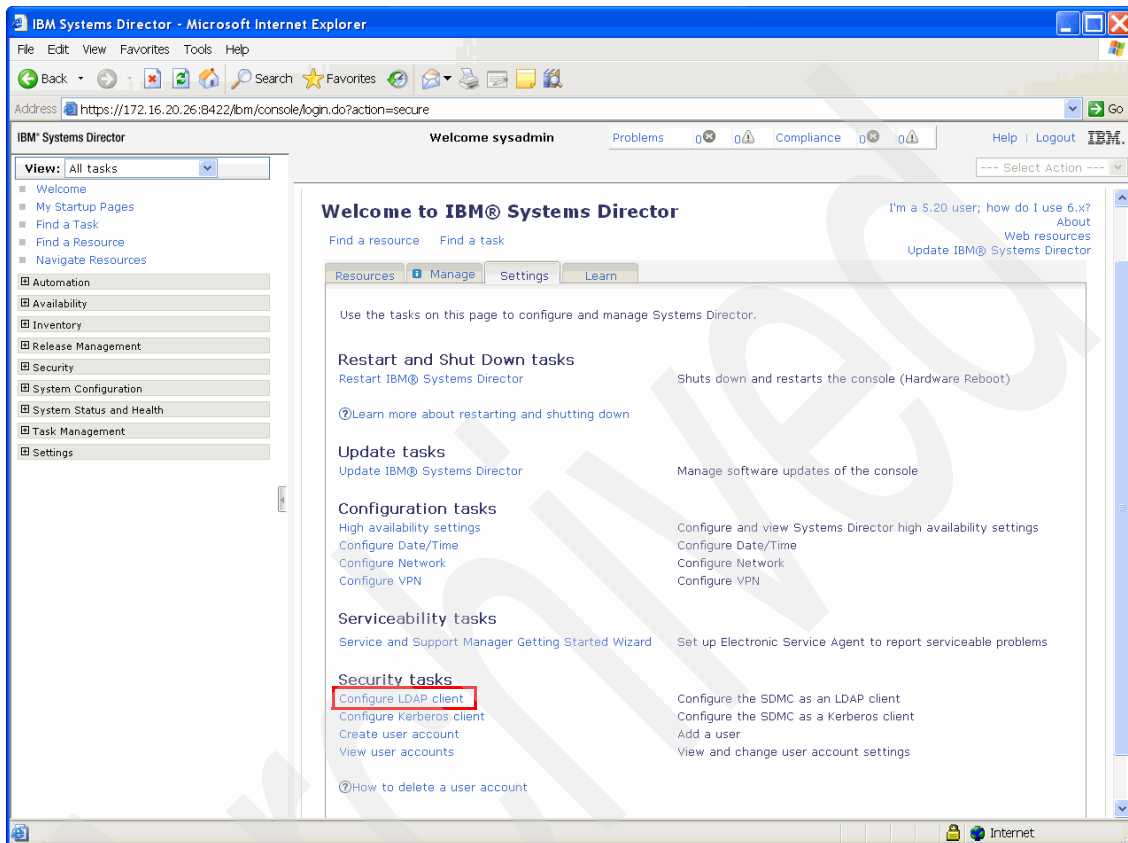 IBM Systems Director - Microsoft Internet Explorer
File Edit View Favorites Tools Help
Back Search Favorites
Address https://172.16.20.26:8422/ibm/console/login.do?action=secure Go
IBM® Systems Director Welcome sysadmin Problems 0 0 Compliance 0 0 Help Logout IBM.
View: All tasks
--- Select Action ---
Welcome
My Startup Pages
Find a Task
Find a Resource
Navigate Resources
Automation
Availability
Inventory
Release Management
Security
System Configuration
System Status and Health
Task Management
Settings
Welcome to IBM® Systems Director
Find a resource Find a task
I'm a 5.20 user; how do I use 6.x?
About
Web resources
Update IBM® Systems Director
Resources Manage Settings Learn
Use the tasks on this page to configure and manage Systems Director.
Restart and Shut Down tasks
Restart IBM® Systems Director Shuts down and restarts the console (Hardware Reboot)
Learn more about restarting and shutting down
Update tasks
Update IBM® Systems Director Manage software updates of the console
Configuration tasks
High availability settings Configure and view Systems Director high availability settings
Configure Date/Time Configure Date/Time
Configure Network Configure Network
Configure VPN Configure VPN
Serviceability tasks
Service and Support Manager Getting Started Wizard Set up Electronic Service Agent to report serviceable problems
Security tasks
Configure LDAP client Configure the SDMC as an LDAP client
Configure Kerberos client Configure the SDMC as a Kerberos client
Create user account Add a user
View user accounts View and change user account settings
How to delete a user account
Internet